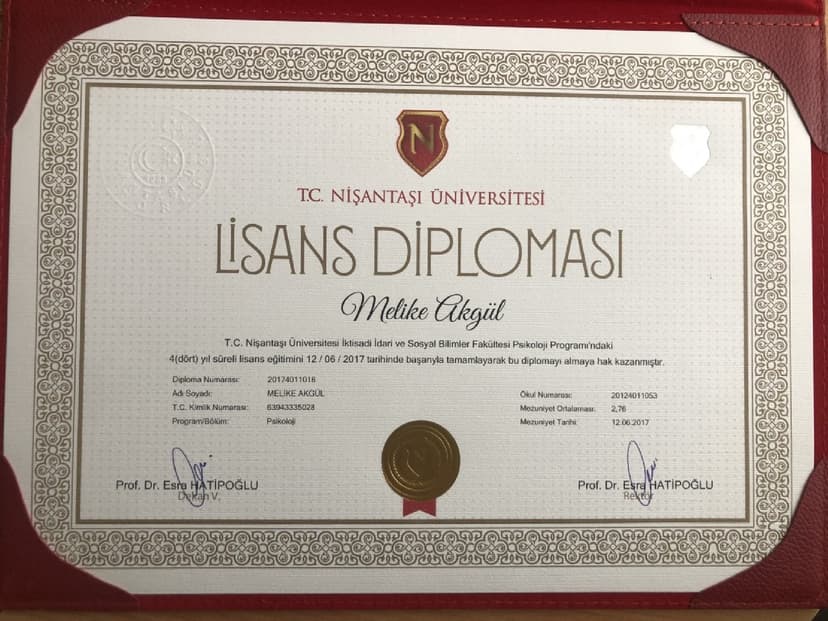 N
T.C. NİŞANTAŞI ÜNİVERSİTESİ
LİSANS DİPLOMASI
Melike Akgül
T.C. Nişantaşı Üniversitesi İktisadi İdari ve Sosyal Bilimler Fakültesi Psikoloji Programı'ndaki
4(dört) yıl süreli lisans eğitimini 12 / 06 / 2017 tarihinde başarıyla tamamlayarak bu diplomayı almaya hak kazanmıştır.
Diploma Numarası: 20174011016
Adı Soyadı: MELİKE AKGÜL
T.C. Kimlik Numarası: 63943335028
Program/Bölüm: Psikoloji
Okul Numarası: 20124011053
Mezuniyet Ortalaması: 2,76
Mezuniyet Tarihi: 12.06.2017
N
Prof. Dr. Esra HATİPOĞLU
Dekan V.
Prof. Dr. Esra HATİPOĞLU
Rektör